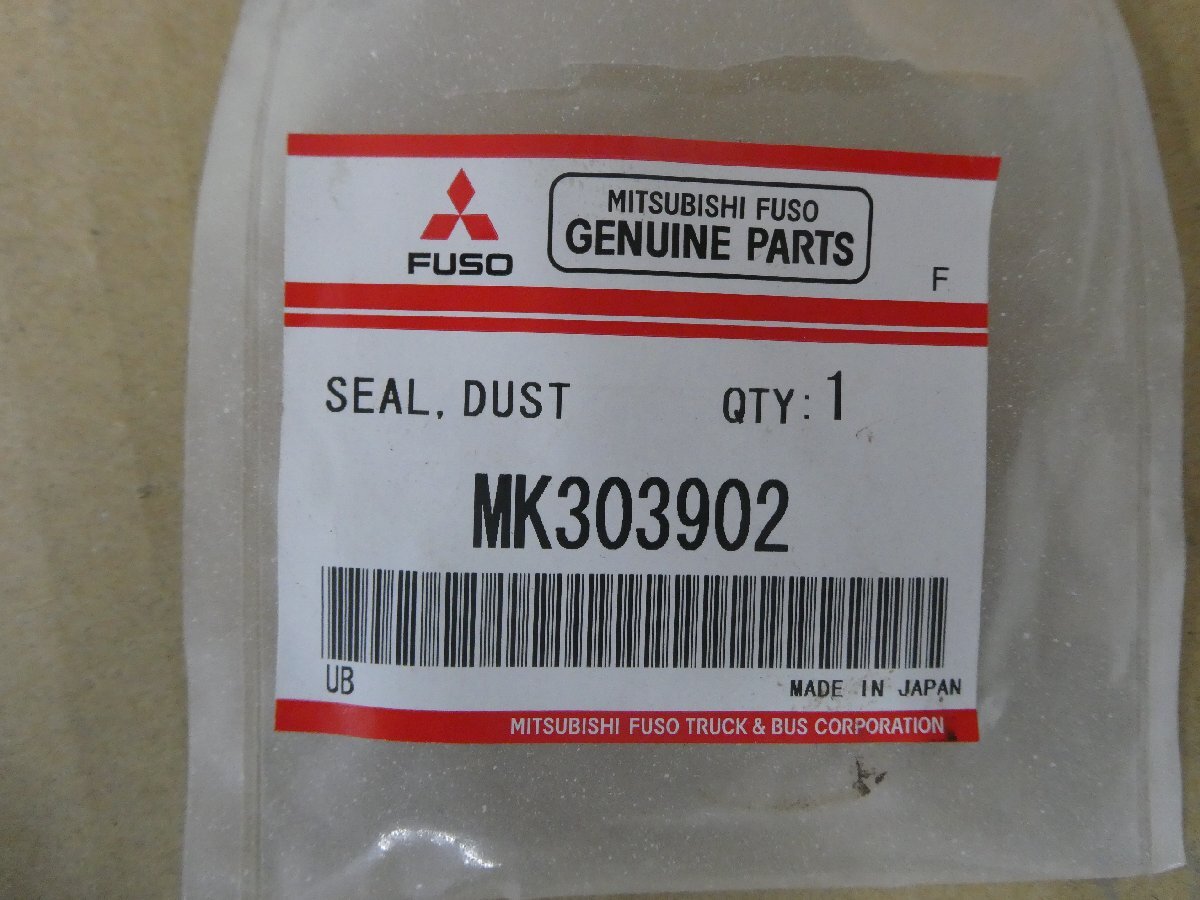 FUSO
MITSUBISHI FUSO
GENUINE PARTS
F
SEAL, DUST QTY: 1
MK303902
UB
MADE IN JAPAN
MITSUBISHI FUSO TRUCK & BUS CORPORATION